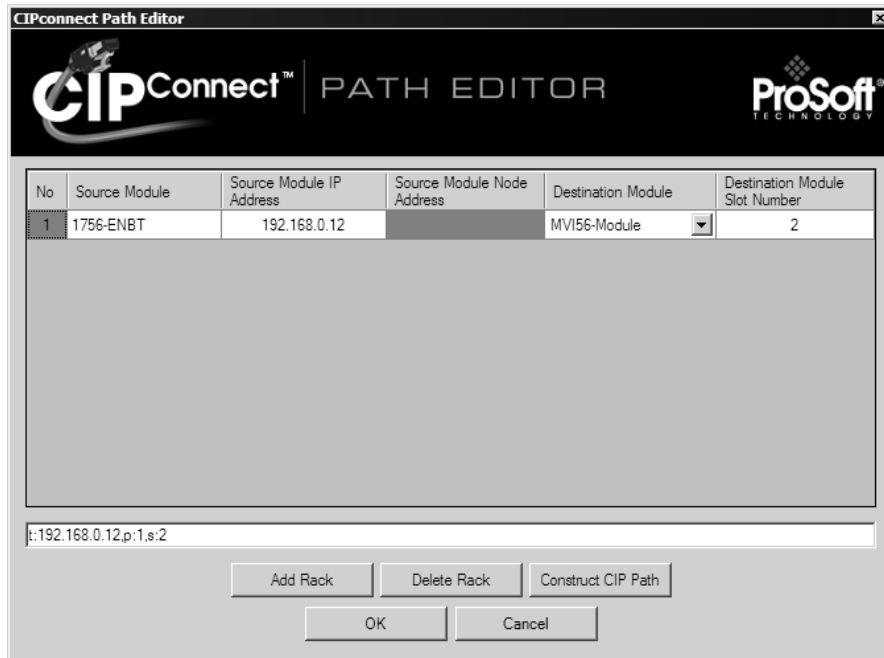 CIPconnect Path Editor
CIPConnect™ PATH EDITOR
ProSoft®
TECHNOLOGY
No Source Module Source Module IP Address Source Module Node Address Destination Module Destination Module Slot Number
1 1756-ENBT 192.168.0.12 MVI56-Module 2
t:192.168.0.12,p:1,s:2
Add Rack Delete Rack Construct CIP Path
OK Cancel